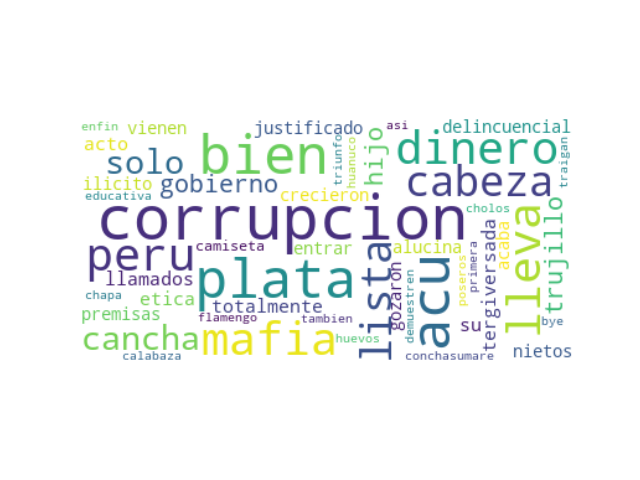 enfin
vienen
justificado
asi
delincuencial
acto
solo
bien
triunfo
huanuco
hijo
dinero
traigan
ilicito
gobierno
cabeza
educativa
crecieron
corrupcion
cholos
lleva
trujillo
peru
camiseta
entrar
lista
alucina
tergiversada
acaba
llamados
plata
gozaron
acu
poseros
primera
chapa
etica
totalmente
demuestren
premisas
flamengo
tambien
su
bye
cancha
mafia
huevos
calabaza
conchasumare
nietos